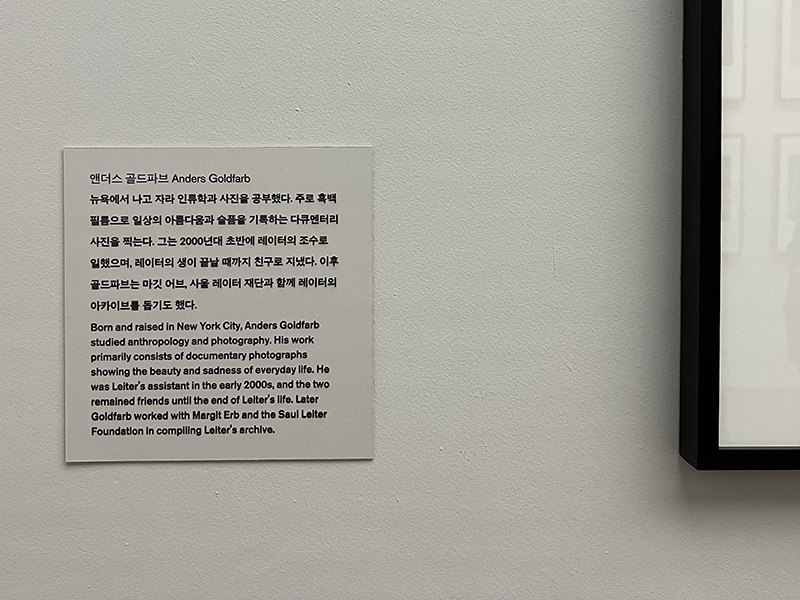 앤더스 골드파브 Anders Goldfarb
뉴욕에서 나고 자라 인류학과 사진을 공부했다. 주로 흑백
필름으로 일상의 아름다움과 슬픔을 기록하는 다큐멘터리
사진을 찍는다. 그는 2000년대 초반에 레이터의 조수로
일했으며, 레이터의 생이 끝날 때까지 친구로 지냈다. 이후
골드파브는 마깃 어브, 사울 레이터 재단과 함께 레이터의
아카이브를 돕기도 했다.
Born and raised in New York City, Anders Goldfarb
studied anthropology and photography. His work
primarily consists of documentary photographs
showing the beauty and sadness of everyday life. He
was Leiter's assistant in the early 2000s, and the two
remained friends until the end of Leiter's life. Later
Goldfarb worked with Margit Erb and the Saul Leiter
Foundation in compiling Leiter's archive.